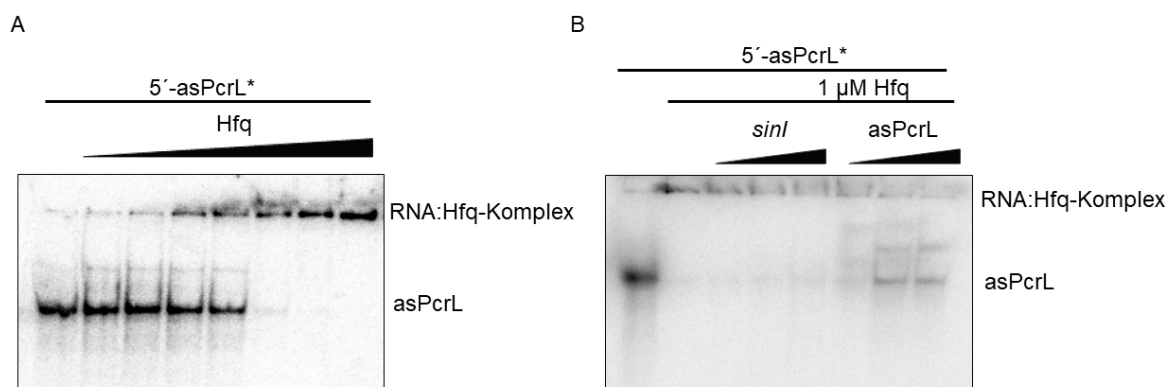 A
5´-asPcrL*
Hfq
RNA:Hfq-Komplex
asPcrL
B
5´-asPcrL*
1 µM Hfq
sinI asPcrL
RNA:Hfq-Komplex
asPcrL